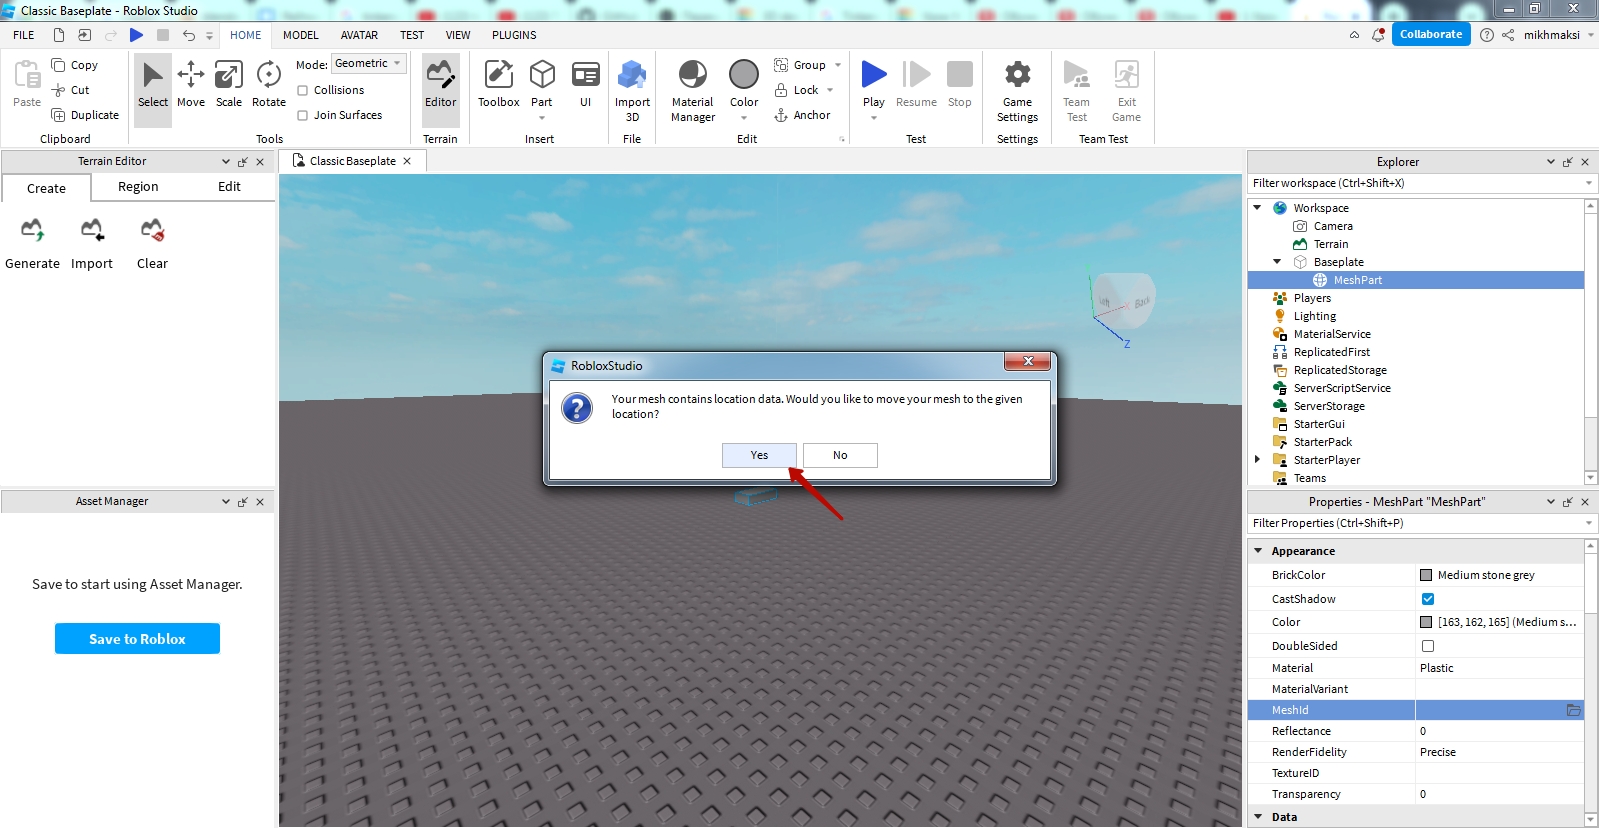 Classic Baseplate - Roblox Studio
FILE HOME MODEL AVATAR TEST VIEW PLUGINS Collaborate mikhmaksi
Paste Copy Cut Duplicate
Clipboard
Select Move Scale Rotate
Mode: Geometric
Collisions
Join Surfaces
Tools
Editor
Terrain
Toolbox Part UI
Insert
Import 3D
File
Material Manager Color
Group
Lock
Anchor
Edit
Play Resume Stop
Test
Game Settings
Settings
Team Test Exit Game
Team Test
Terrain Editor
Create Region Edit
Generate Import Clear
Asset Manager
Save to start using Asset Manager.
Save to Roblox
Classic Baseplate
Left Back
Z
RobloxStudio
Your mesh contains location data. Would you like to move your mesh to the given
location?
Yes No
Explorer
Filter workspace (Ctrl+Shift+X)
Workspace
Camera
Terrain
Baseplate
MeshPart
Players
Lighting
MaterialService
ReplicatedFirst
ReplicatedStorage
ServerScriptService
ServerStorage
StarterGui
StarterPack
StarterPlayer
Teams
Properties - MeshPart "MeshPart"
Filter Properties (Ctrl+Shift+P)
Appearance
BrickColor Medium stone grey
CastShadow
Color [163, 162, 165] (Medium s...
DoubleSided
Material Plastic
MaterialVariant
MeshId
Reflectance 0
RenderFidelity Precise
TextureID
Transparency 0
Data